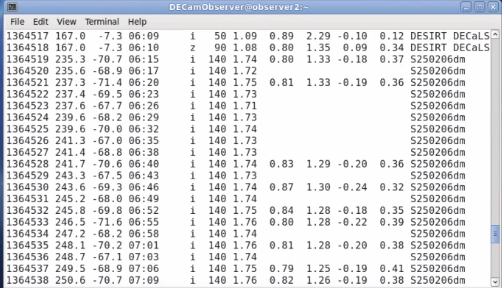 DECamObserver@observer2:~
File Edit View Terminal Help
1364517 167.0 -7.3 06:09 i 50 1.09 0.89 2.29 -0.10 0.12 DESIRT DECaLS
1364518 167.0 -7.3 06:10 z 90 1.08 0.80 1.35 0.09 0.34 DESIRT DECaLS
1364519 235.3 -70.7 06:15 i 140 1.74 0.80 1.33 -0.18 0.37 S250206dm
1364520 235.6 -68.9 06:17 i 140 1.72 S250206dm
1364521 237.3 -71.4 06:20 i 140 1.75 0.81 1.33 -0.19 0.36 S250206dm
1364522 237.4 -69.5 06:23 i 140 1.73 S250206dm
1364523 237.6 -67.7 06:26 i 140 1.71 S250206dm
1364524 239.6 -68.2 06:29 i 140 1.73 S250206dm
1364525 239.6 -70.0 06:32 i 140 1.74 S250206dm
1364526 241.3 -67.0 06:35 i 140 1.73 S250206dm
1364527 241.4 -68.8 06:38 i 140 1.73 S250206dm
1364528 241.7 -70.6 06:40 i 140 1.74 0.83 1.29 -0.20 0.36 S250206dm
1364529 243.3 -67.5 06:43 i 140 1.73 S250206dm
1364530 243.6 -69.3 06:46 i 140 1.74 0.87 1.30 -0.24 0.32 S250206dm
1364531 245.2 -68.0 06:49 i 140 1.74 S250206dm
1364532 245.8 -69.8 06:52 i 140 1.75 0.84 1.28 -0.18 0.35 S250206dm
1364533 246.5 -71.6 06:55 i 140 1.76 0.80 1.28 -0.22 0.39 S250206dm
1364534 247.2 -68.2 06:58 i 140 1.74 S250206dm
1364535 248.1 -70.2 07:01 i 140 1.76 0.81 1.28 -0.20 0.38 S250206dm
1364536 248.7 -67.1 07:03 i 140 1.74 S250206dm
1364537 249.5 -68.9 07:06 i 140 1.75 0.79 1.25 -0.19 0.41 S250206dm
1364538 250.6 -70.7 07:09 i 140 1.76 0.82 1.26 -0.19 0.38 S250206dm